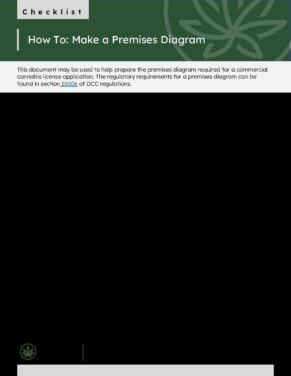 Checklist
How To: Make a Premises Diagram
This document may be used to help prepare the premises diagram required for a commercial
cannabis license application. The regulatory requirements for a premises diagram can be
found in section 15006 of DCC regulations.